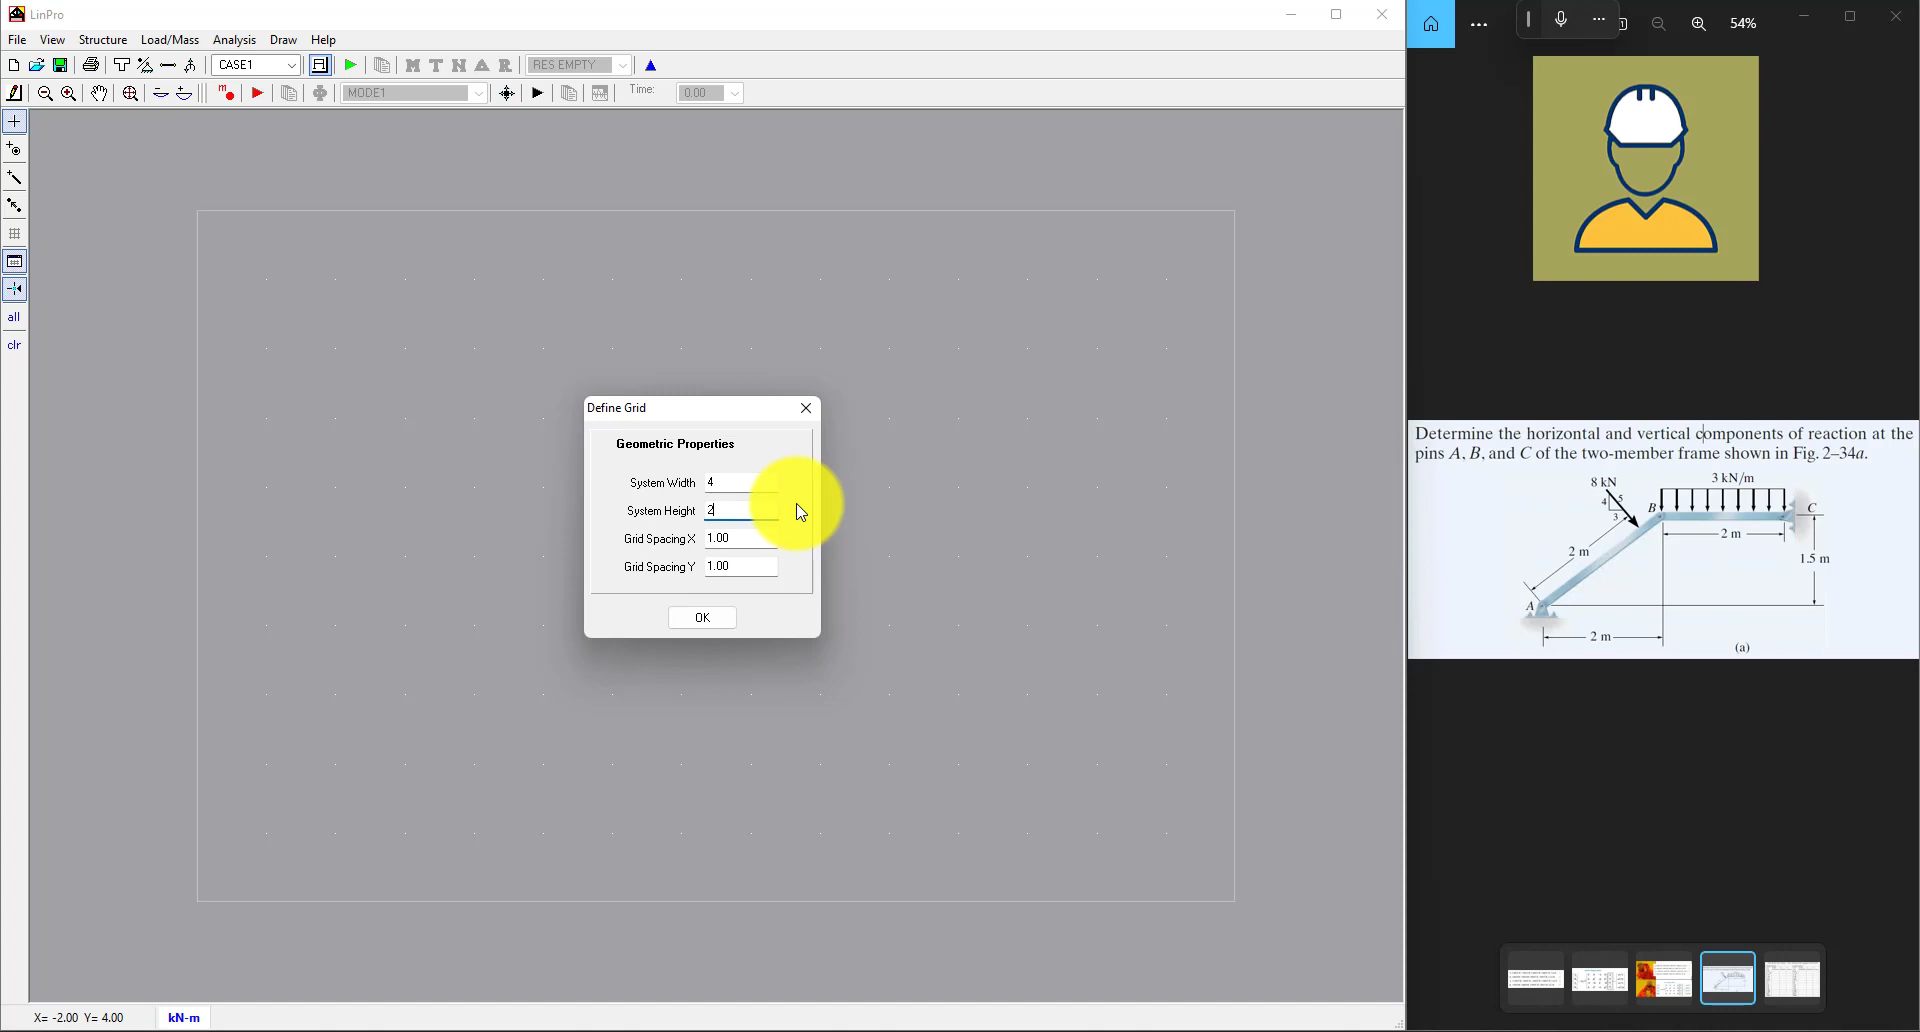 LinPro
File View Structure Load/Mass Analysis Draw Help
CASE1
M T N R
RES EMPTY
m
MODE1
Time:
0.00
all
clr
Define Grid
Geometric Properties
System Width 4
System Height 2
Grid Spacing X 1.00
Grid Spacing Y 1.00
OK
X= -2.00 Y= 4.00
kN-m
54%
Determine the horizontal and vertical components of reaction at the
pins A, B, and C of the two-member frame shown in Fig. 2–34a.
8 kN
3 kN/m
4
5
3
B
C
2 m
2 m
1.5 m
A
2 m
(a)